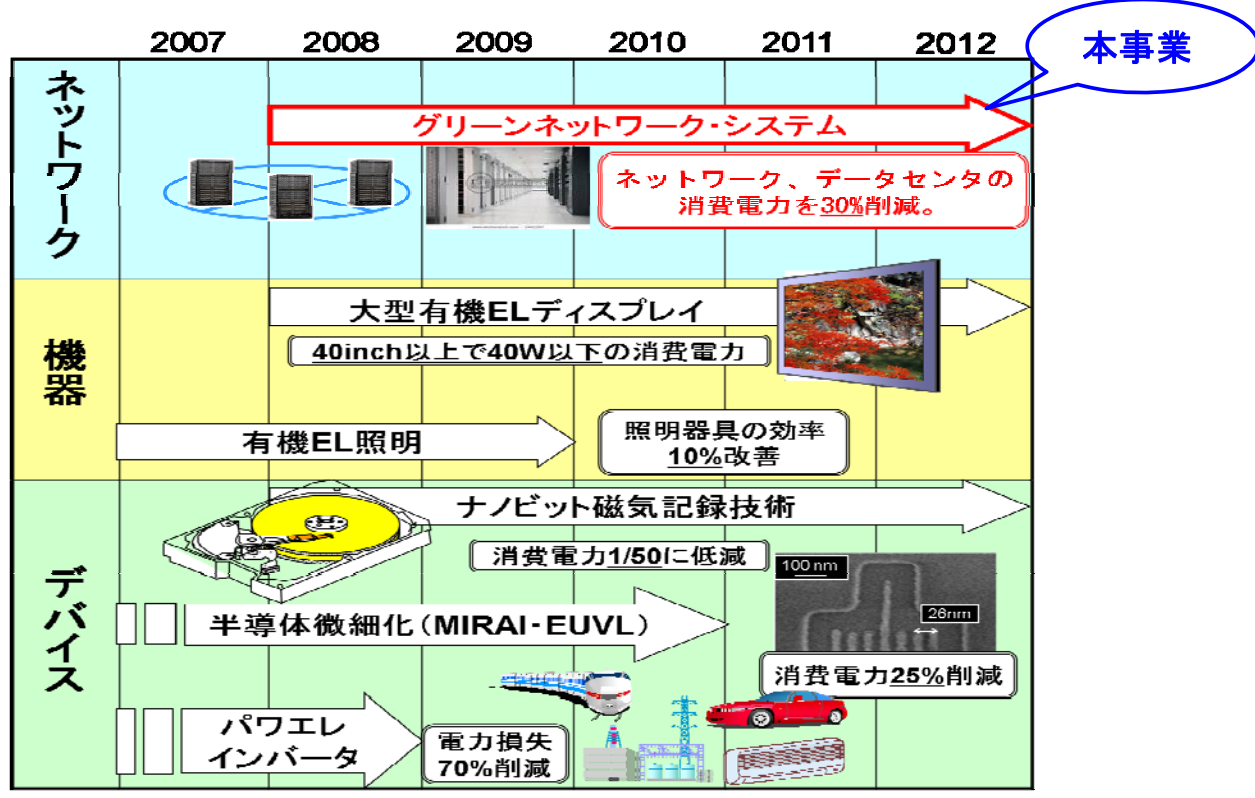 2007 2008 2009 2010 2011 2012
本事業
ネットワーク
グリーンネットワーク・システム
ネットワーク、データセンタの
消費電力を30%削減。
機器
大型有機ELディスプレイ
40inch以上で40W以下の消費電力
有機EL照明
照明器具の効率
10%改善
デバイス
ナノビット磁気記録技術
消費電力1/50に低減
100 nm
26nm
半導体微細化(MIRAI・EUVL)
消費電力25%削減
パワエレ
インバータ
電力損失
70%削減